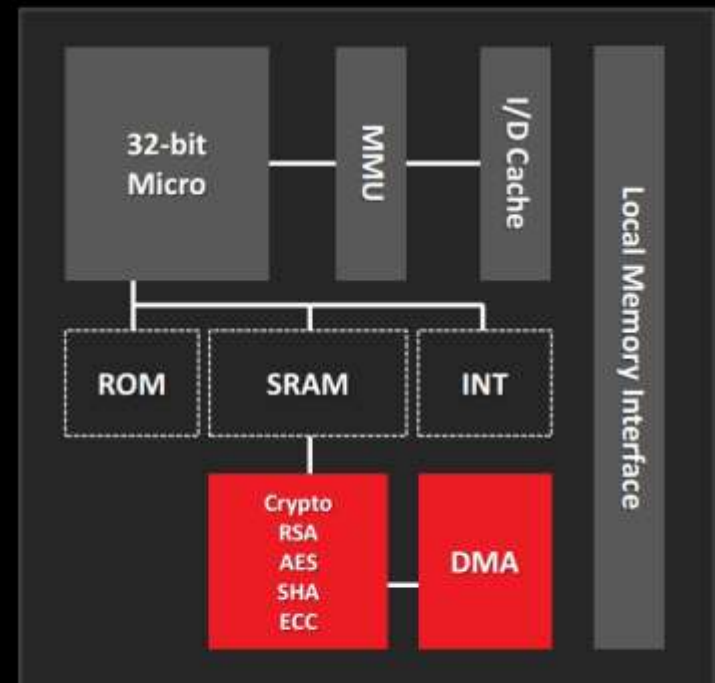 32-bit
Micro
MMU
I/D Cache
Local Memory Interface
ROM
SRAM
INT
Crypto
RSA
AES
SHA
ECC
DMA